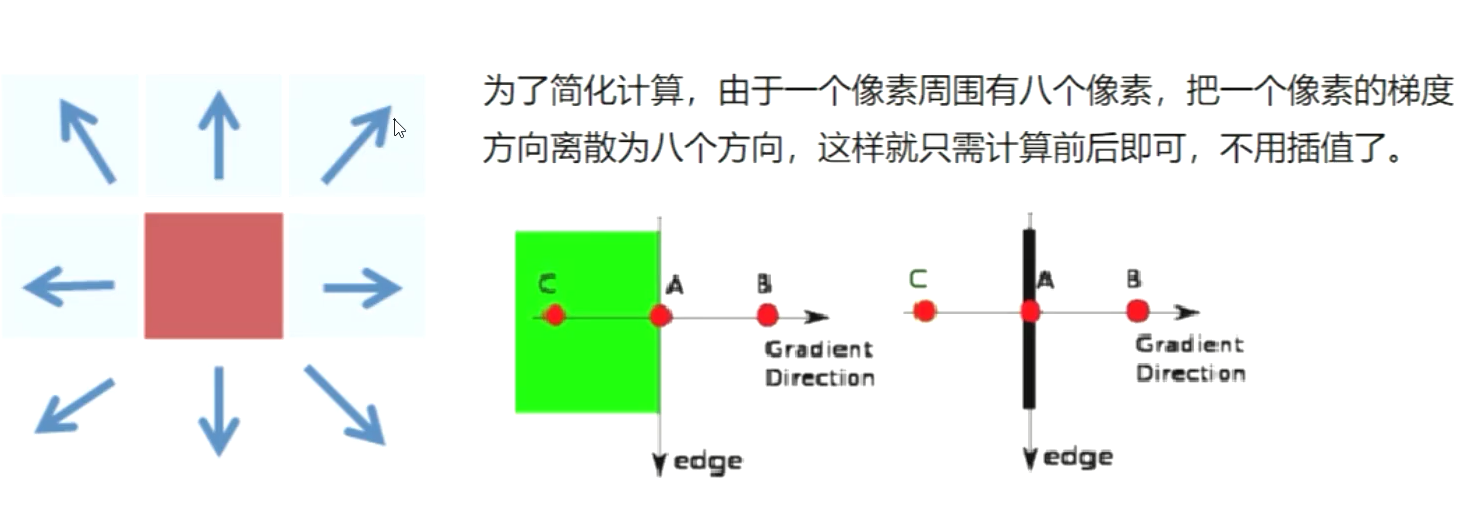 为了简化计算，由于一个像素周围有八个像素，把一个像素的梯度
方向离散为八个方向，这样就只需计算前后即可，不用插值了。
C
A
B
Gradient
Direction
edge
C
A
B
Gradient
Direction
edge